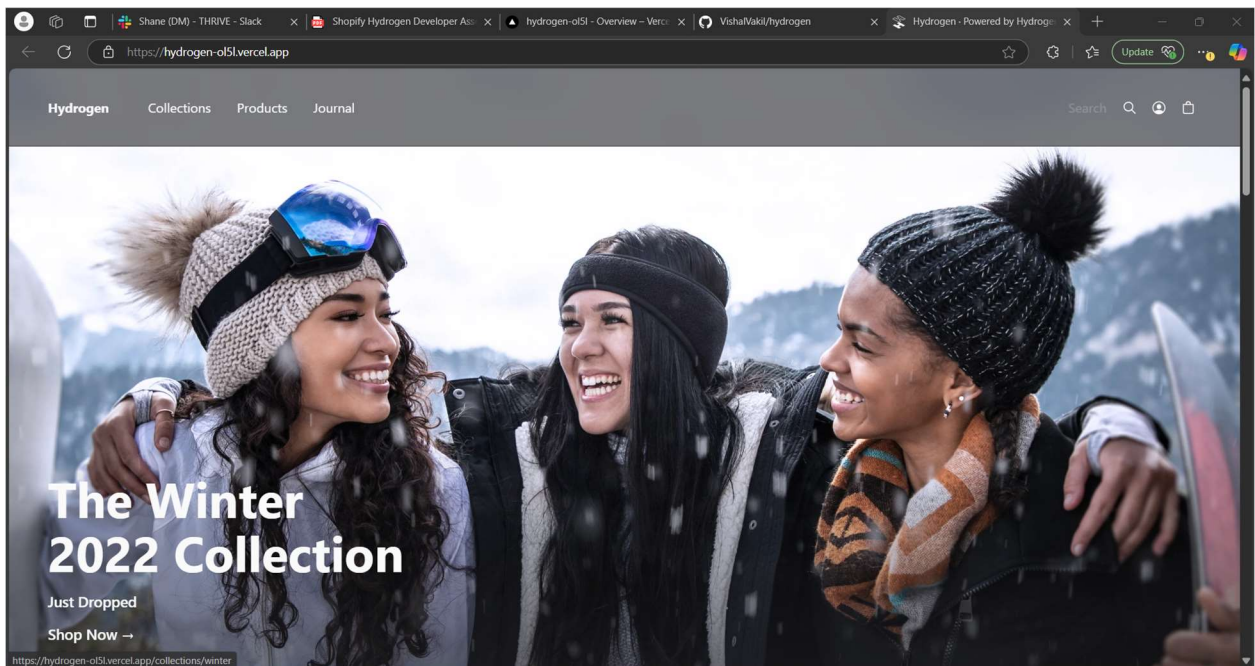 Shane (DM) - THRIVE - Slack
Shopify Hydrogen Developer Ass
hydrogen-ol5l - Overview – Verce
VishalVakil/hydrogen
Hydrogen · Powered by Hydroge
https://hydrogen-ol5l.vercel.app
Update
Hydrogen Collections Products Journal Search
The Winter
2022 Collection
Just Dropped
Shop Now →
https://hydrogen-ol5l.vercel.app/collections/winter